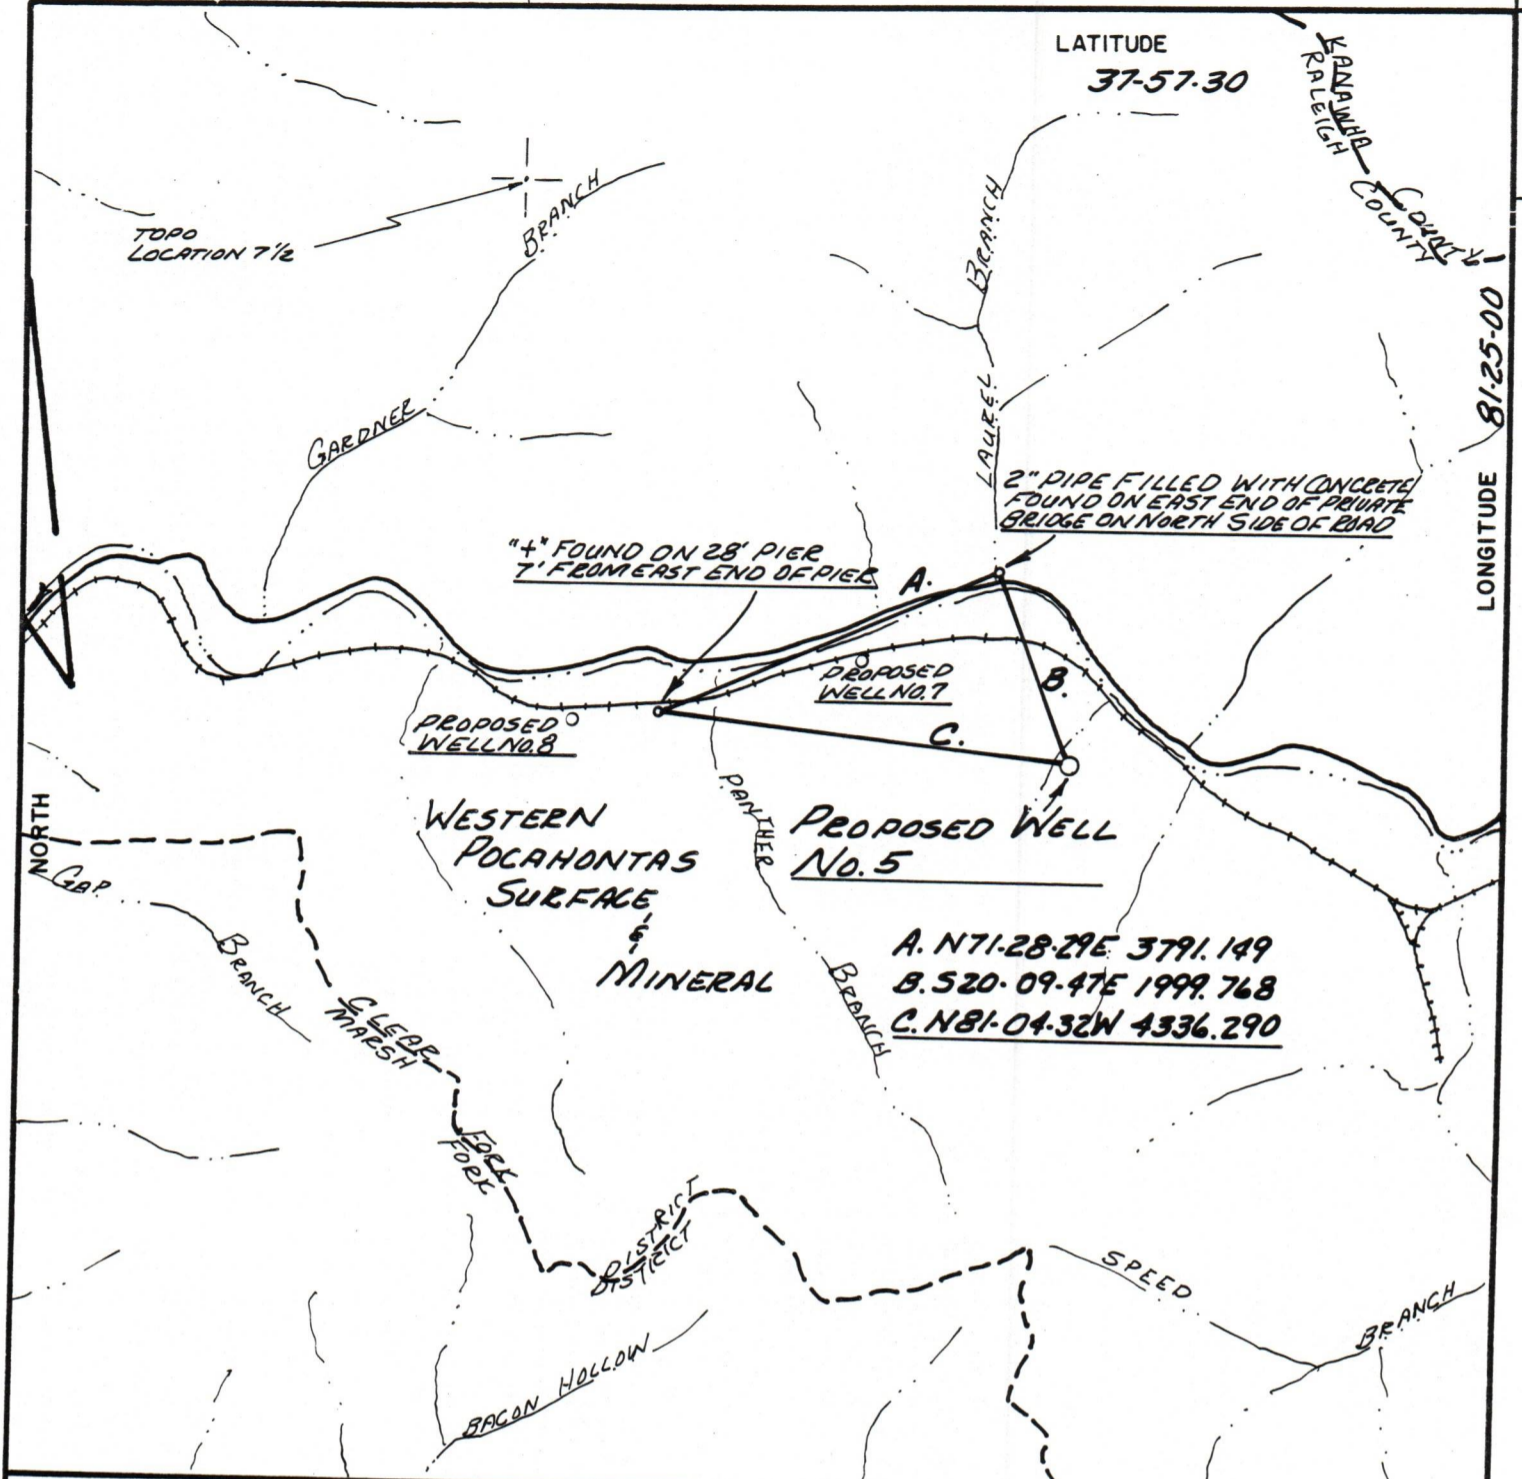 LATITUDE
37-57-30
KANAWHA COUNTY
RALEIGH COUNTY
TOPO
LOCATION 7 1/2
GARDNER BRANCH
LAUREL BRANCH
81-25-00
LONGITUDE
2" PIPE FILLED WITH CONCRETE
FOUND ON EAST END OF PRIVATE
BRIDGE ON NORTH SIDE OF ROAD
"+" FOUND ON 28' PIER
7' FROM EAST END OF PIER
A.
B.
C.
PROPOSED
WELL NO. 7
PROPOSED
WELL NO. 8
NORTH
WESTERN
POCAHONTAS
SURFACE
&
MINERAL
PANTHER BRANCH
PROPOSED WELL
No. 5
A. N71-28-29E 3791.149
B. S20-09-47E 1999.768
C. N81-04-32W 4336.290
GAP BRANCH
CLEAR FORK DISTRICT
MARSH FORK DISTRICT
SPEED BRANCH
BACON HOLLOW